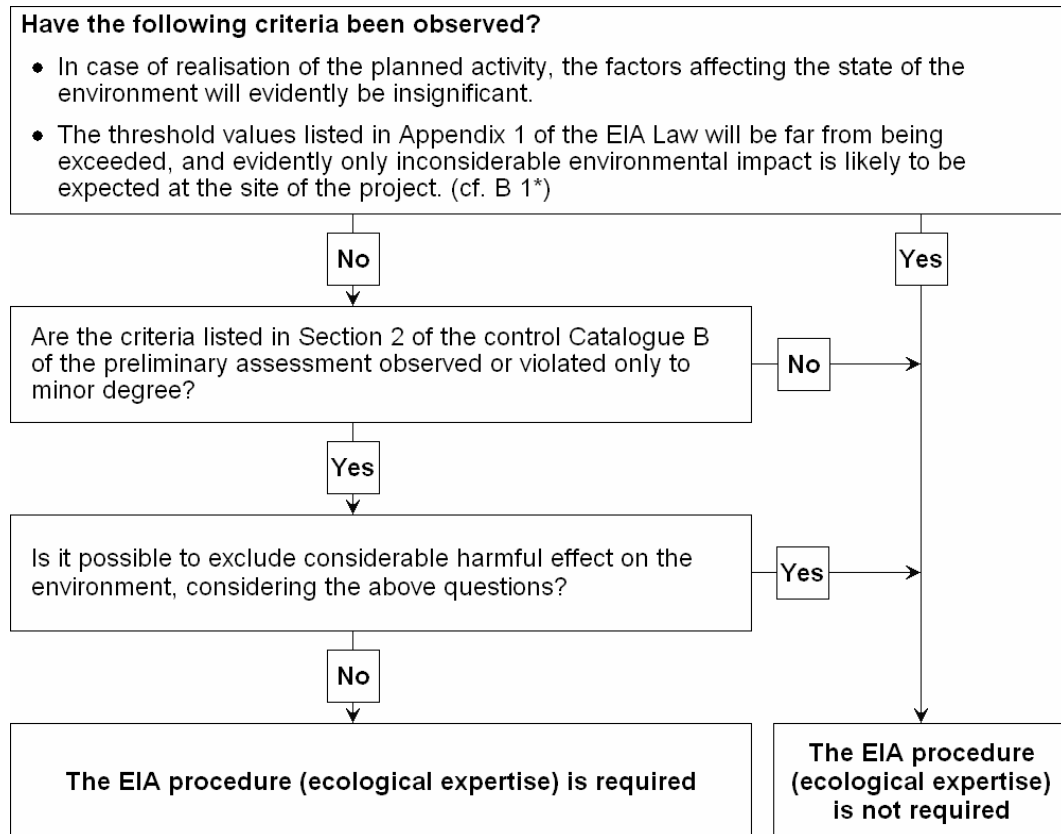 Have the following criteria been observed?
• In case of realisation of the planned activity, the factors affecting the state of the
environment will evidently be insignificant.
• The threshold values listed in Appendix 1 of the EIA Law will be far from being
exceeded, and evidently only inconsiderable environmental impact is likely to be
expected at the site of the project. (cf. B 1*)
No
Yes
Are the criteria listed in Section 2 of the control Catalogue B
of the preliminary assessment observed or violated only to
minor degree?
No
Yes
Is it possible to exclude considerable harmful effect on the
environment, considering the above questions?
Yes
No
The EIA procedure (ecological expertise) is required
The EIA procedure
(ecological expertise)
is not required